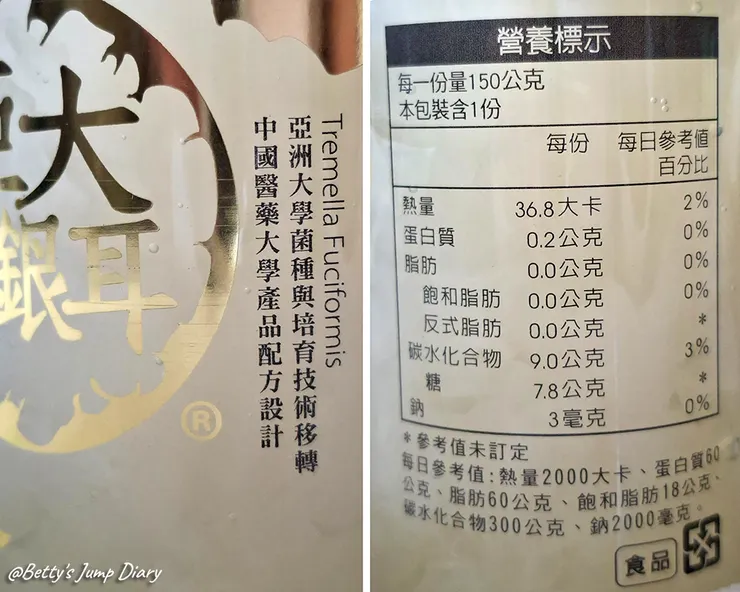 亞大
銀耳
®
Tremella Fuciformis
亞洲大學菌種與培育技術移轉
中國醫藥大學產品配方設計
@Betty's Jump Diary
營養標示
每一份量150公克
本包裝含1份
每份 每日參考值
百分比
熱量 36.8大卡 2%
蛋白質 0.2公克 0%
脂肪 0.0公克 0%
飽和脂肪 0.0公克 0%
反式脂肪 0.0公克 *
碳水化合物 9.0公克 3%
糖 7.8公克 *
鈉 3毫克 0%
*參考值未訂定
每日參考值:熱量2000大卡、蛋白質60
公克、脂肪60公克、飽和脂肪18公克、
碳水化合物300公克、鈉2000毫克。
食品